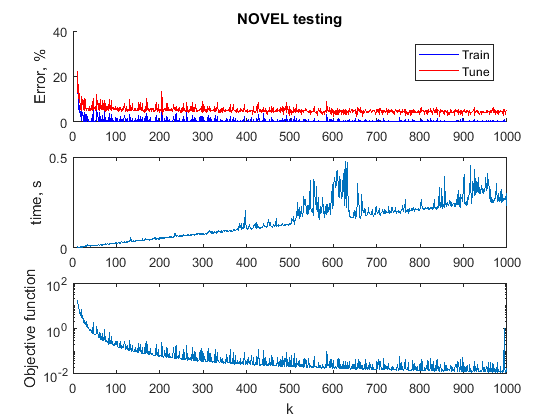 NOVEL testing
40
20
0
Error, %
Train
Tune
0 100 200 300 400 500 600 700 800 900 1000
0.5
0
time, s
0 100 200 300 400 500 600 700 800 900 1000
10^2
10^0
10^-2
Objective function
0 100 200 300 400 500 600 700 800 900 1000
k